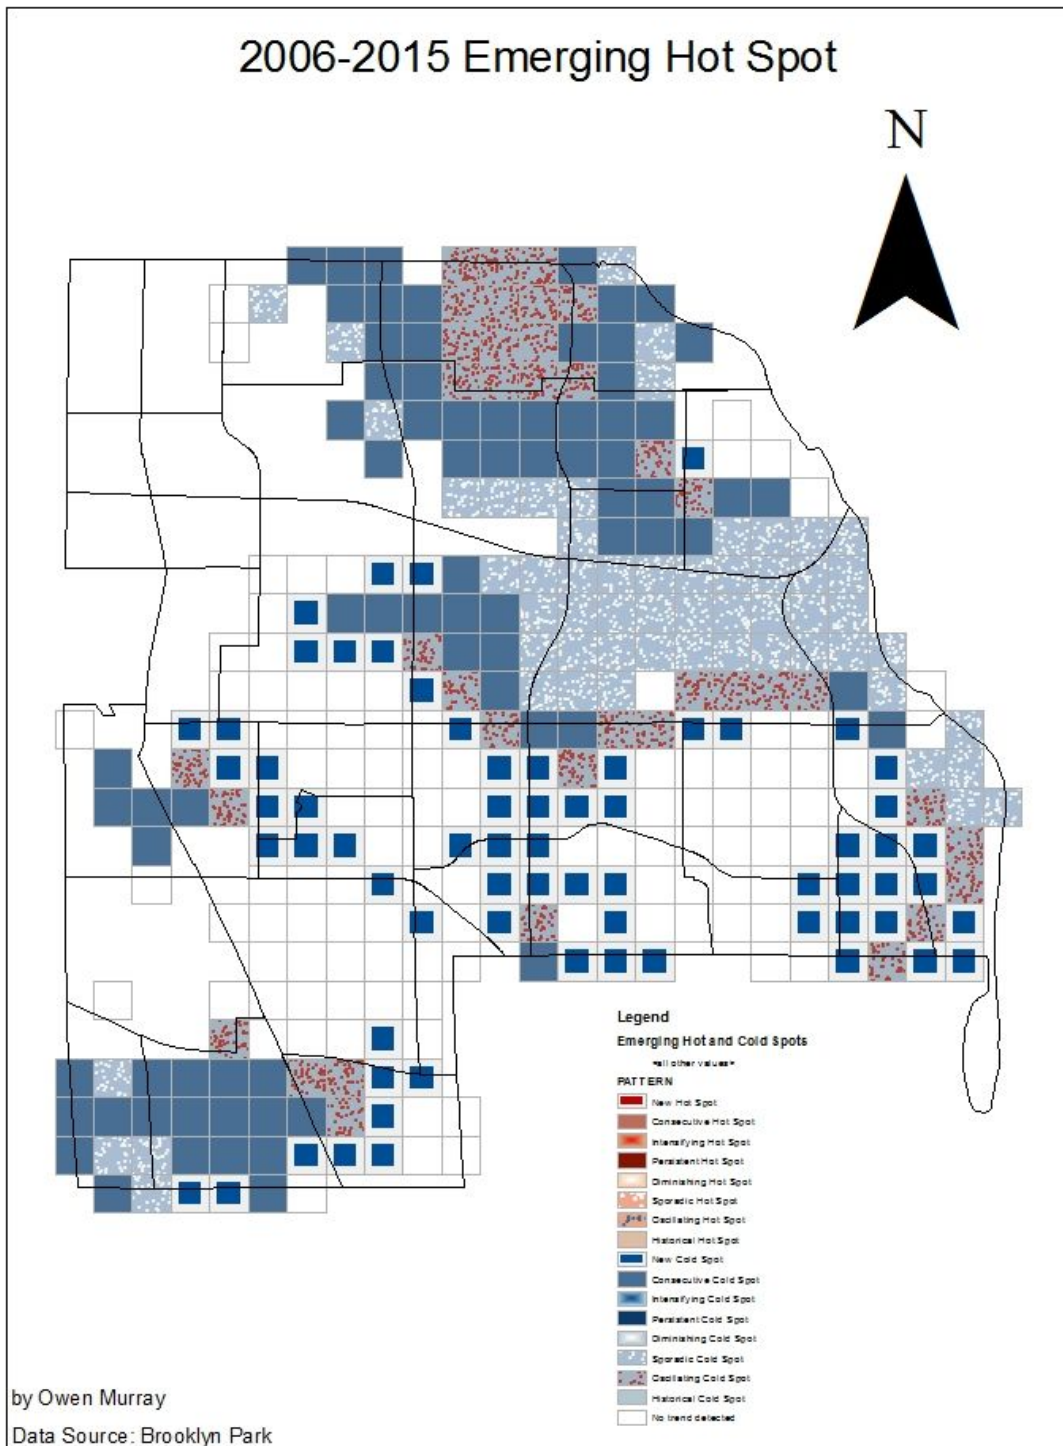 2006-2015 Emerging Hot Spot
N
Legend
Emerging Hot and Cold Spots
<all other values>
PATTERN
New Hot Spot
Consecutive Hot Spot
Intensifying Hot Spot
Persistent Hot Spot
Diminishing Hot Spot
Sporadic Hot Spot
Oscillating Hot Spot
Historical Hot Spot
New Cold Spot
Consecutive Cold Spot
Intensifying Cold Spot
Persistent Cold Spot
Diminishing Cold Spot
Sporadic Cold Spot
Oscillating Cold Spot
Historical Cold Spot
No trend detected
by Owen Murray
Data Source: Brooklyn Park